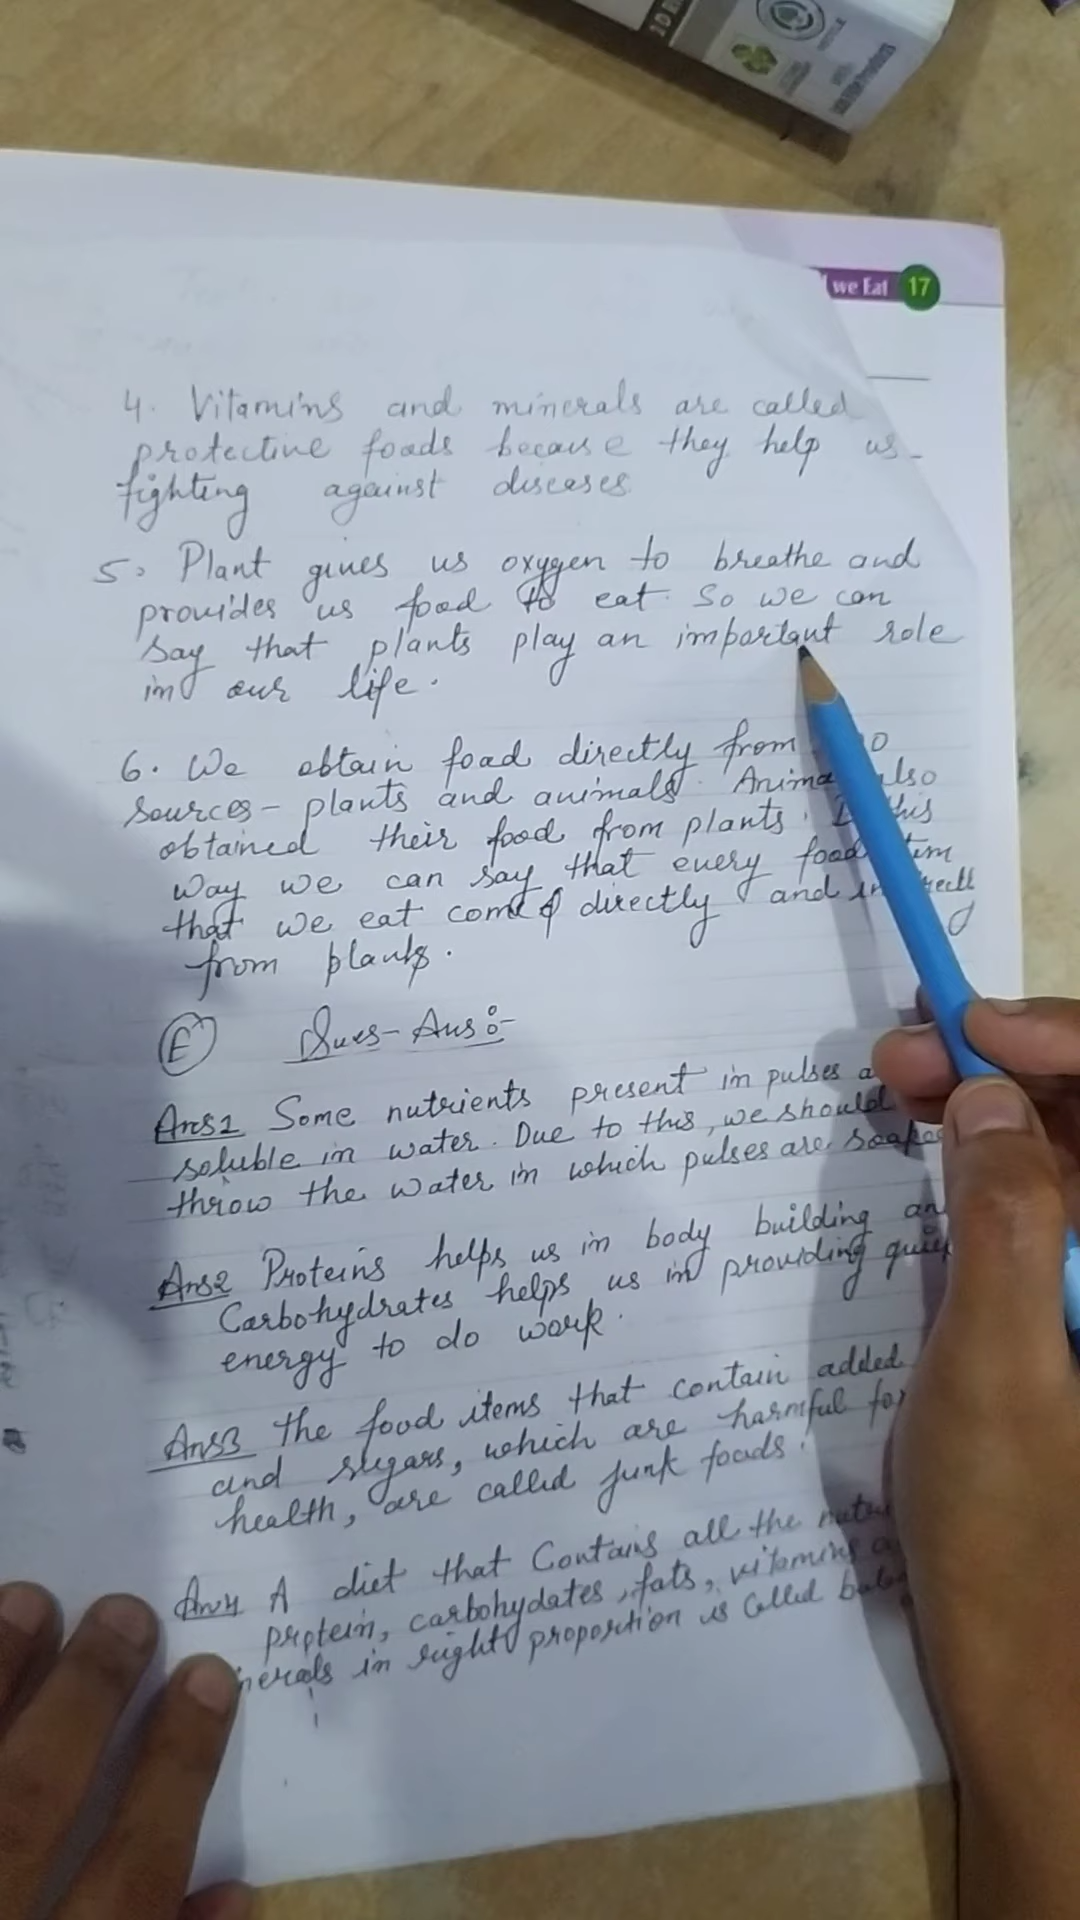 we Eat 17
4. Vitamins and minerals are called
protective foods because they help us
fighting against diseases
5. Plant gives us oxygen to breathe and
provides us food to eat. So we can
say that plants play an important role
in our life.
6. We obtain food directly from
sources - plants and animals. also
obtained their food from plants.
way we can say that every food
that we eat comes directly and
from plants.
(E) Ques-Ans:-
Ans1 Some nutrients present in pulses
soluble in water. Due to this, we should
throw the water in which pulses are
Ans2 Proteins helps us in body building
Carbohydrates helps us in providing
energy to do work.
Ans3 The food items that contain added
and sugars, which are harmful for
health, are called junk foods.
Ans4 A diet that Contains all the
protein, carbohydates, fats, vitamins
in right proportion is Called